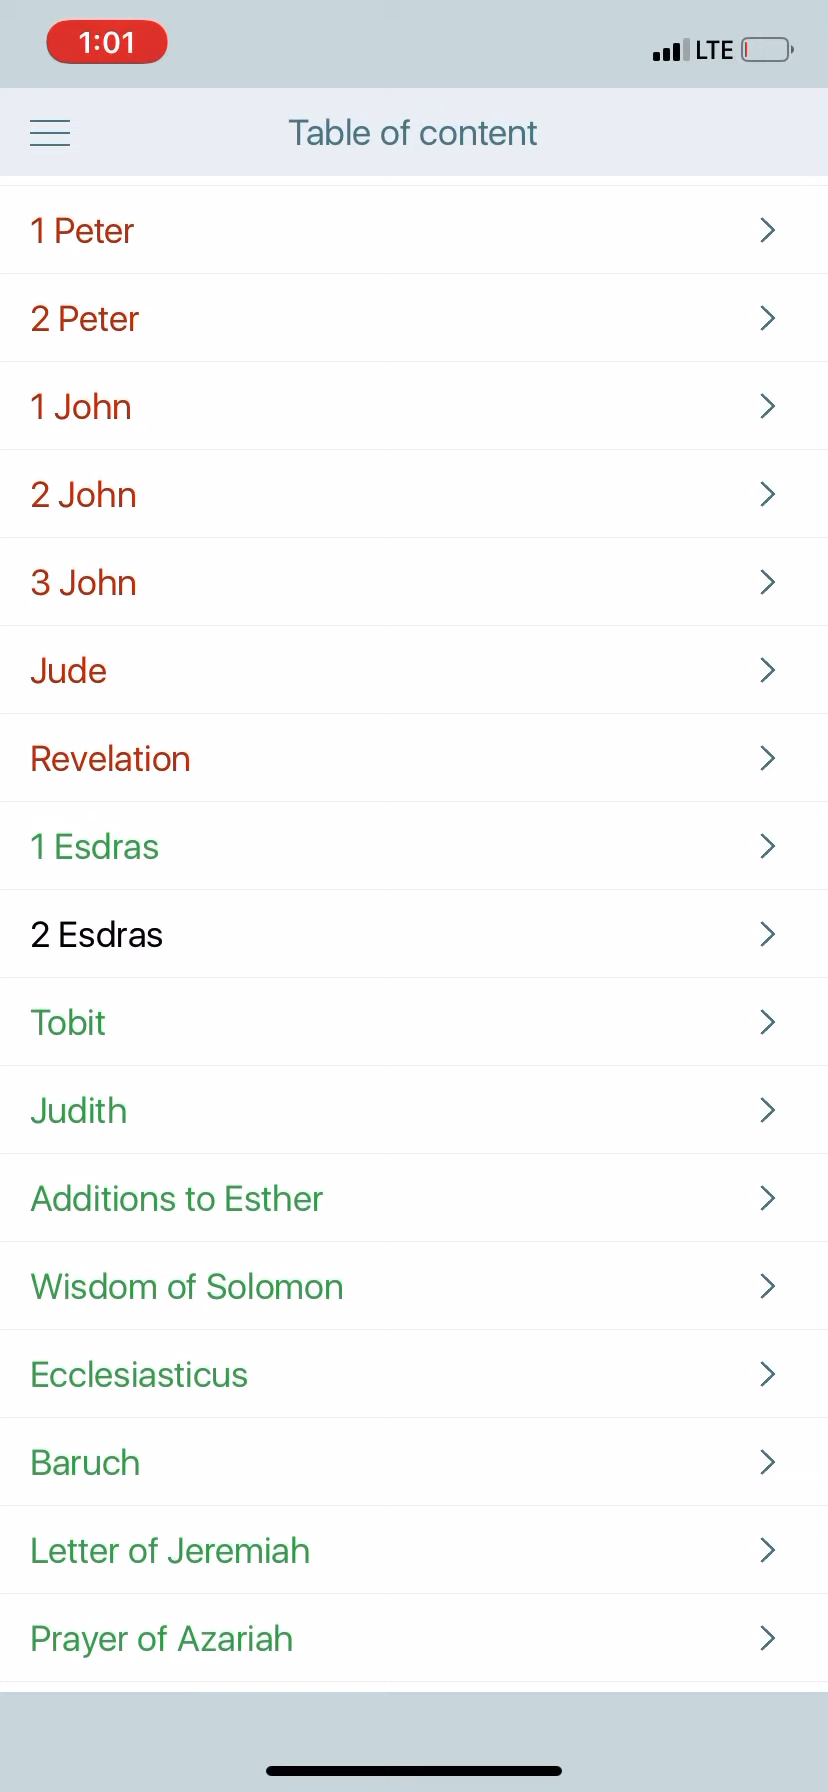 1:01
LTE
Table of content
1 Peter
2 Peter
1 John
2 John
3 John
Jude
Revelation
1 Esdras
2 Esdras
Tobit
Judith
Additions to Esther
Wisdom of Solomon
Ecclesiasticus
Baruch
Letter of Jeremiah
Prayer of Azariah